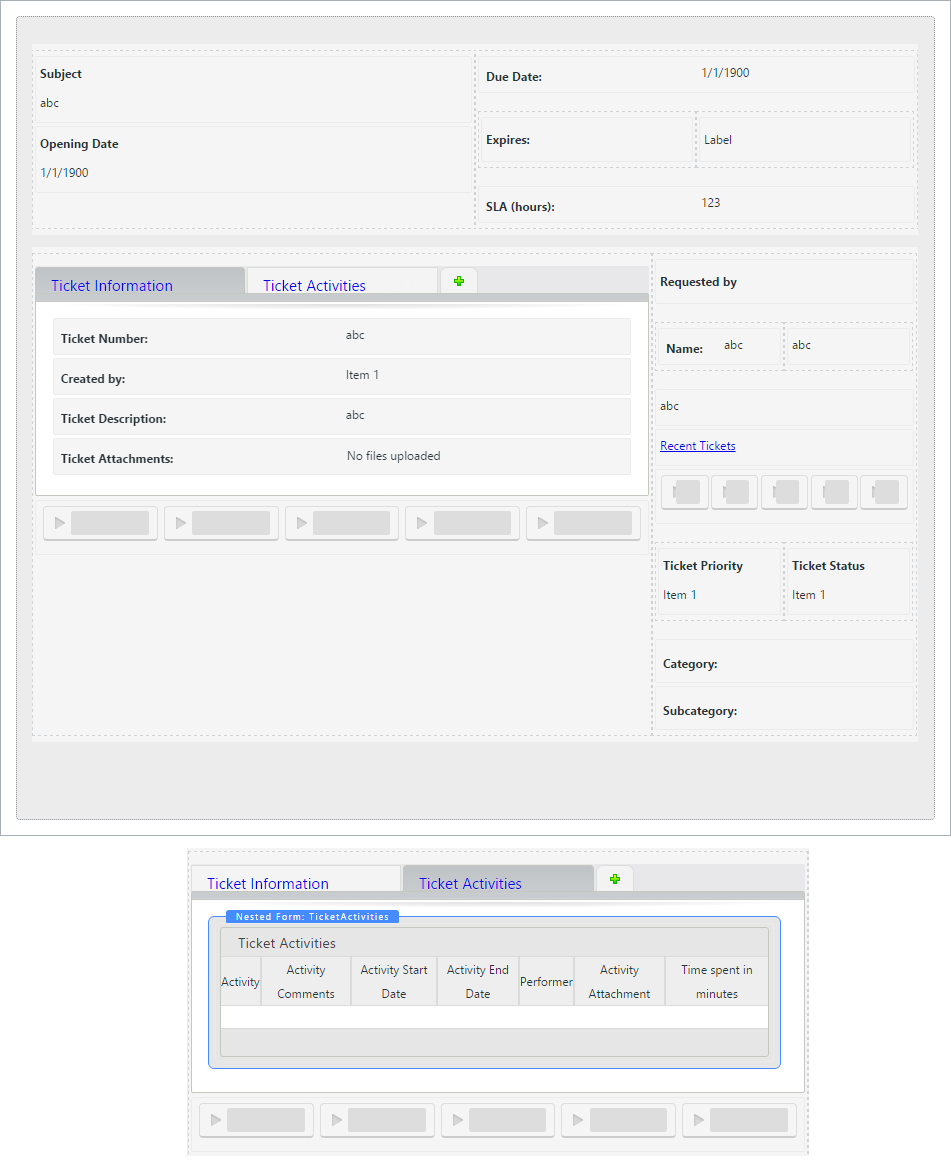 Subject
abc
Opening Date
1/1/1900
Due Date: 1/1/1900
Expires: Label
SLA (hours): 123
Ticket Information Ticket Activities
Ticket Number: abc
Created by: Item 1
Ticket Description: abc
Ticket Attachments: No files uploaded
Requested by
Name: abc abc
abc
Recent Tickets
Ticket Priority Ticket Status
Item 1 Item 1
Category:
Subcategory:
Ticket Information Ticket Activities
Nested Form: TicketActivities
Ticket Activities
Activity
Activity
Comments
Activity Start
Date
Activity End
Date
Performer
Activity
Attachment
Time spent in
minutes